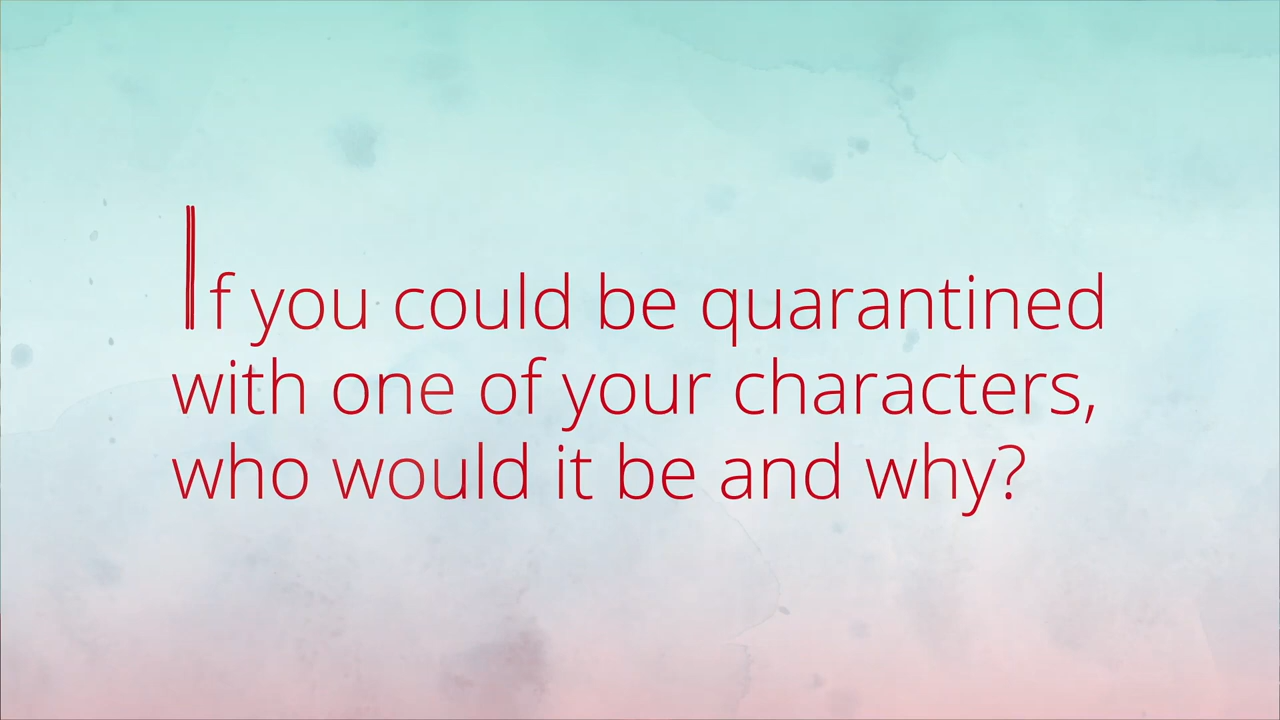 If you could be quarantined
with one of your characters,
who would it be and why?